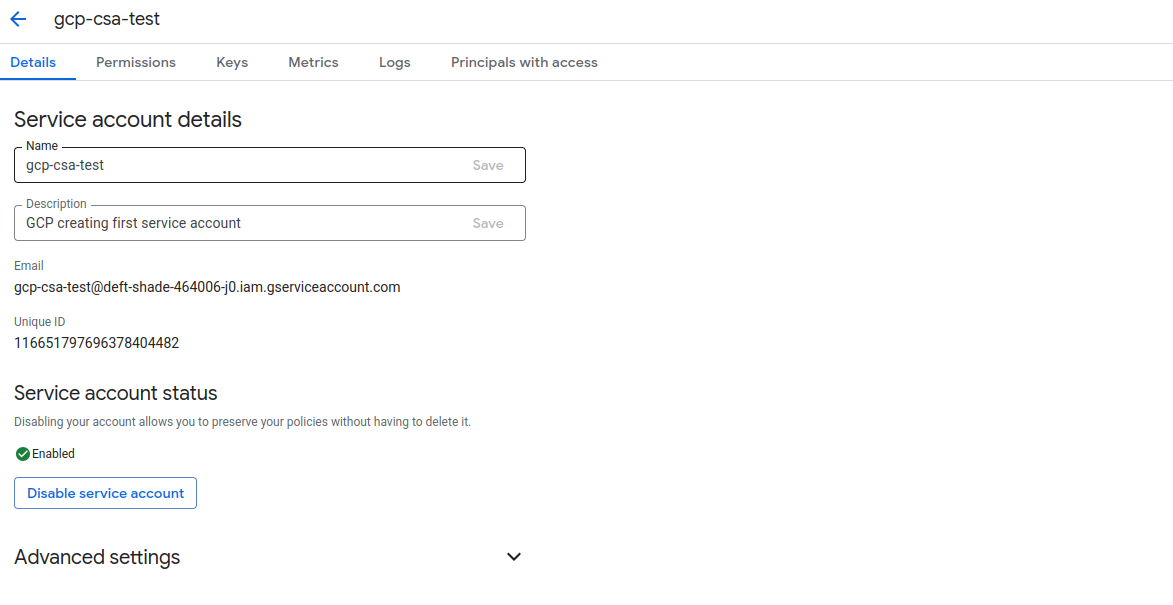 gcp-csa-test
Details Permissions Keys Metrics Logs Principals with access
Service account details
Name
gcp-csa-test Save
Description
GCP creating first service account Save
Email
gcp-csa-test@deft-shade-464006-j0.iam.gserviceaccount.com
Unique ID
116651797696378404482
Service account status
Disabling your account allows you to preserve your policies without having to delete it.
Enabled
Disable service account
Advanced settings